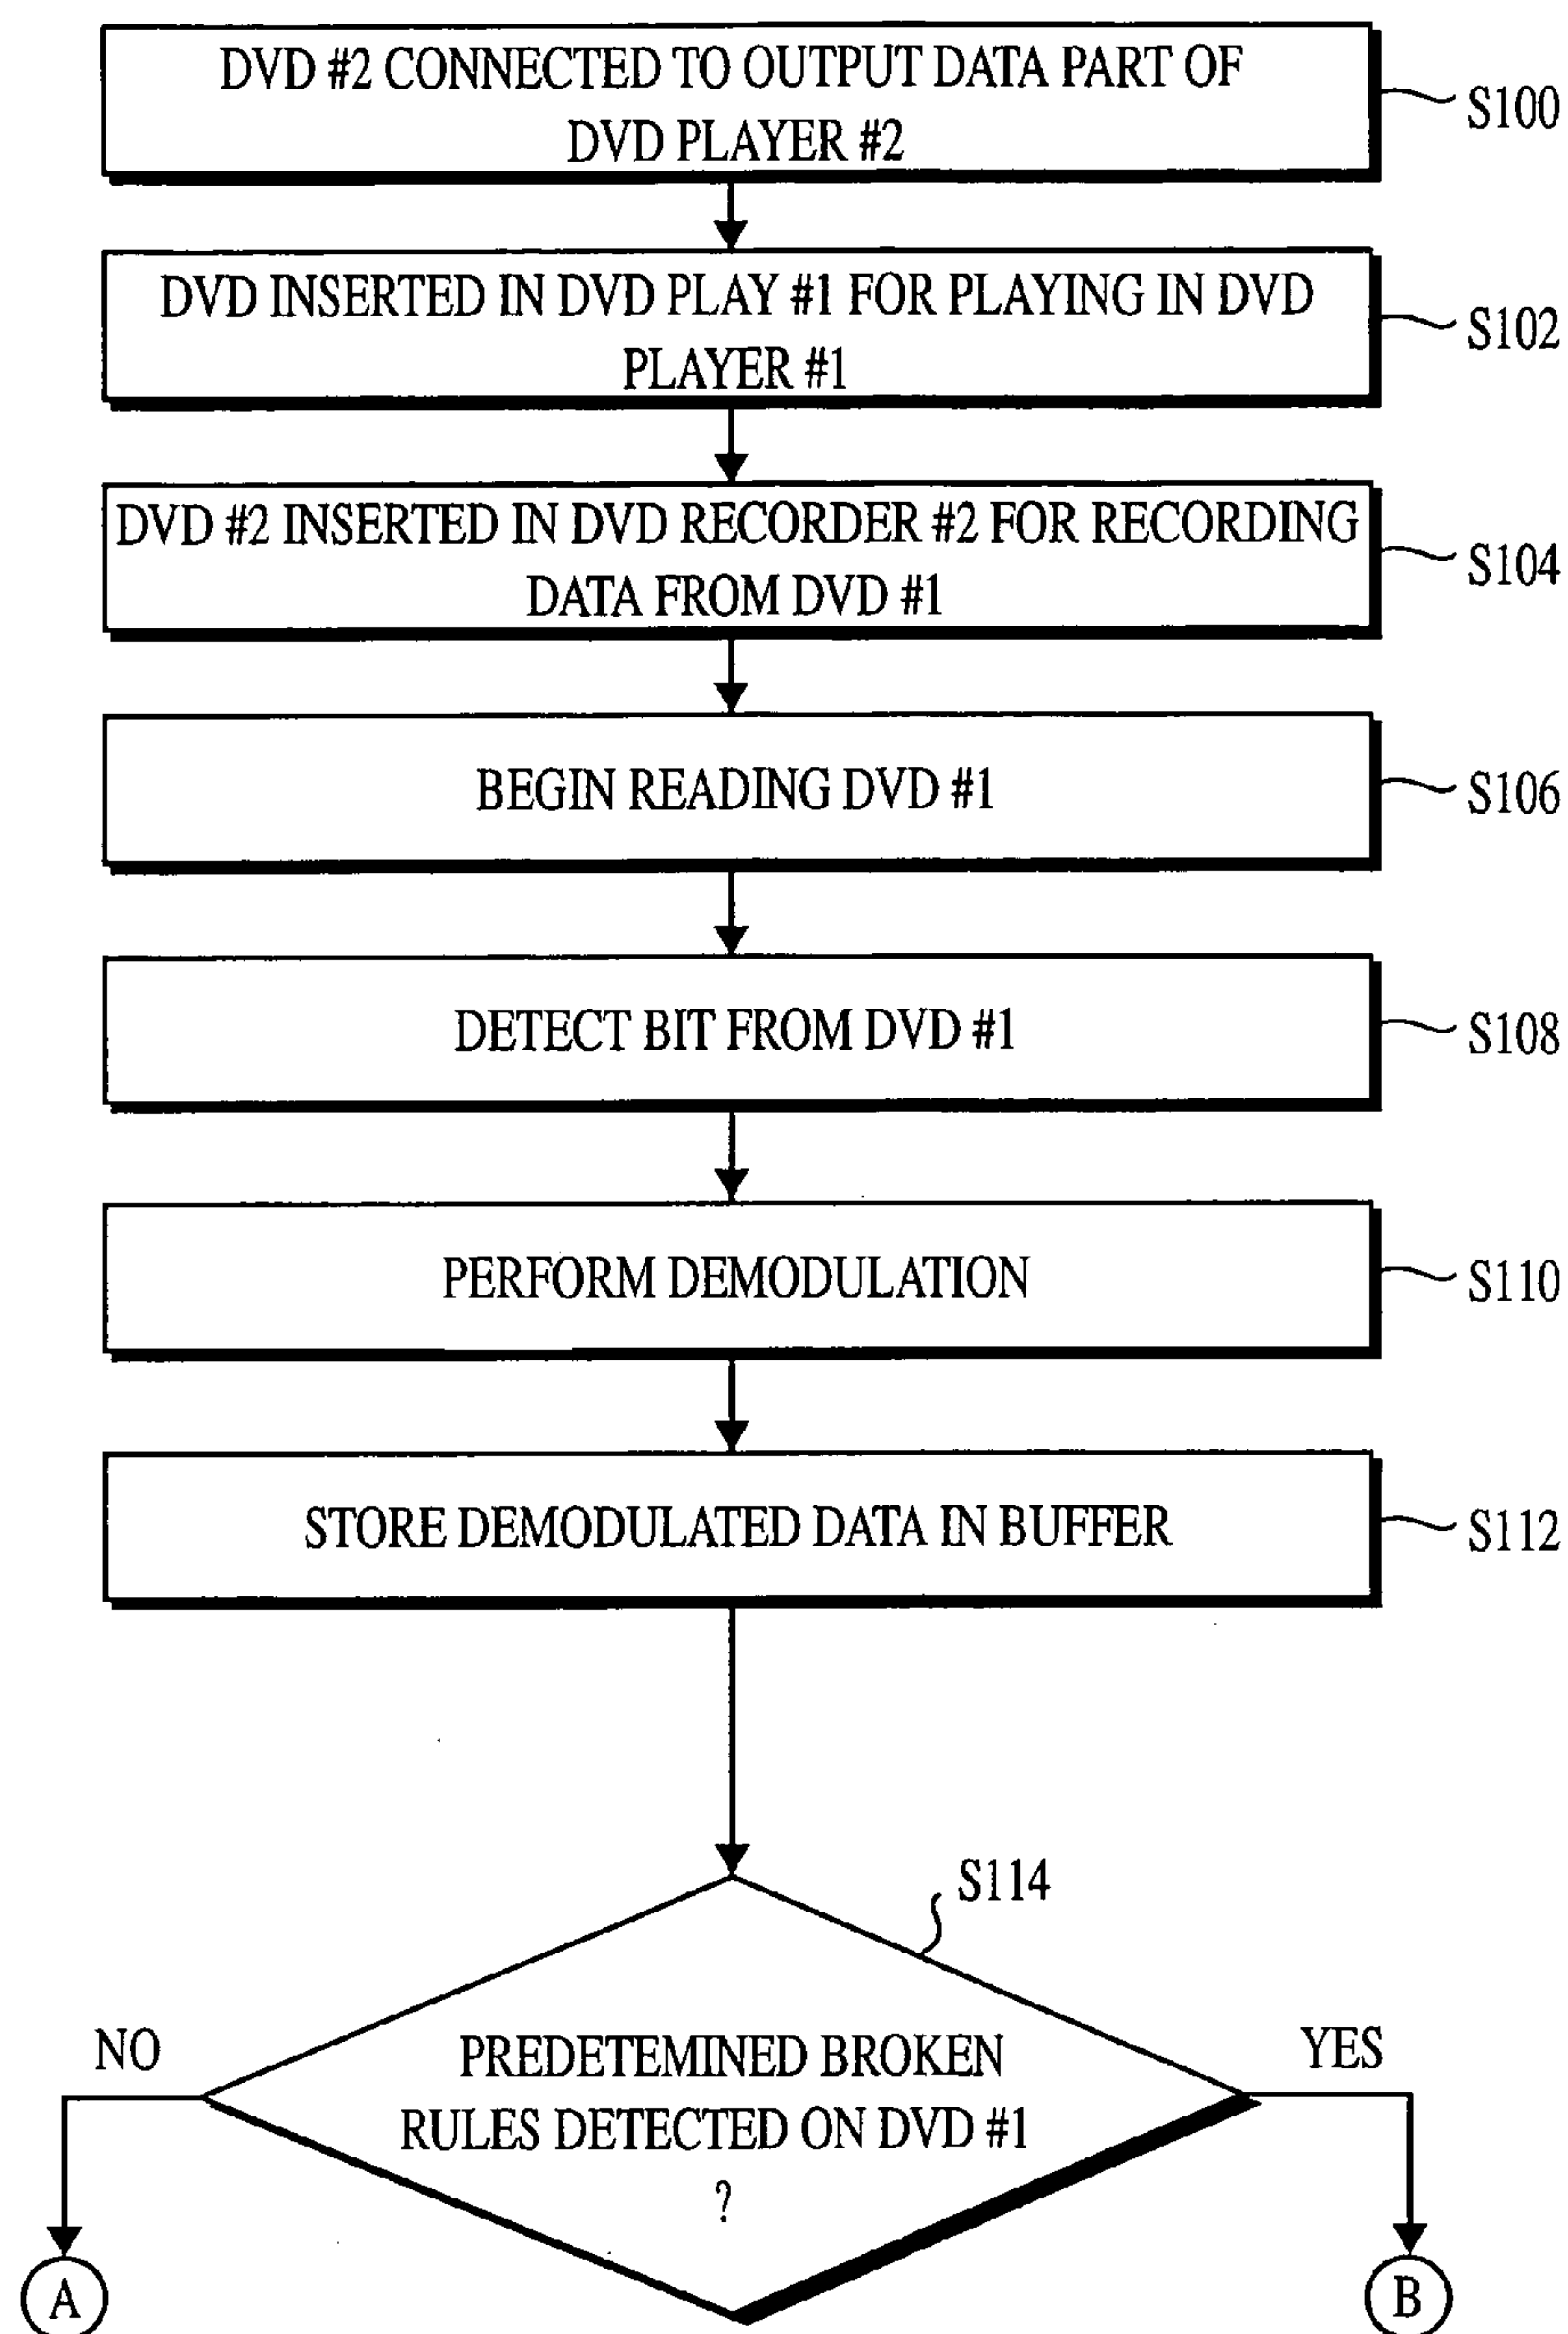 DVD #2 CONNECTED TO OUTPUT DATA PART OF
DVD PLAYER #2
S100
DVD INSERTED IN DVD PLAY #1 FOR PLAYING IN DVD
PLAYER #1
S102
DVD #2 INSERTED IN DVD RECORDER #2 FOR RECORDING
DATA FROM DVD #1
S104
BEGIN READING DVD #1
S106
DETECT BIT FROM DVD #1
S108
PERFORM DEMODULATION
S110
STORE DEMODULATED DATA IN BUFFER
S112
S114
NO
PREDETEMINED BROKEN
RULES DETECTED ON DVD #1
?
YES
A
B